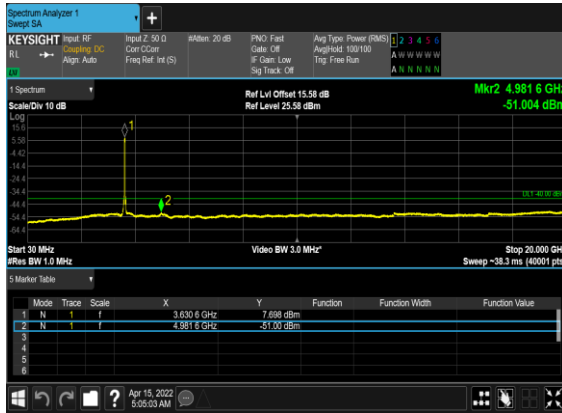 Spectrum Analyzer 1
Swept SA
+
KEYSIGHT Input: RF Input Z: 50 Ω #Atten: 20 dB PNO: Fast Avg Type: Power (RMS) 1 2 3 4 5 6
RL Coupling: DC Corr CCorr Gate: Off Avg|Hold: 100/100 A W W W W W
Align: Auto Freq Ref: Int (S) IF Gain: Low Trig: Free Run
LXI Sig Track: Off A N N N N N
1 Spectrum Ref Lvl Offset 15.58 dB Mkr2 4.981 6 GHz
Scale/Div 10 dB Ref Level 25.58 dBm -51.004 dBm
Log
15.6
1
5.58
-4.42
-14.4
-24.4
-34.4
DL1 -40.00 dBm
2
-44.4
-54.4
-64.4
Start 30 MHz Video BW 3.0 MHz* Stop 20.000 GHz
#Res BW 1.0 MHz Sweep ~38.3 ms (40001 pts)
5 Marker Table
Mode Trace Scale X Y Function Function Width Function Value
1 N 1 f 3.630 6 GHz 7.698 dBm
2 N 1 f 4.981 6 GHz -51.00 dBm
3
4
5
6
? Apr 15, 2022
5:05:03 AM